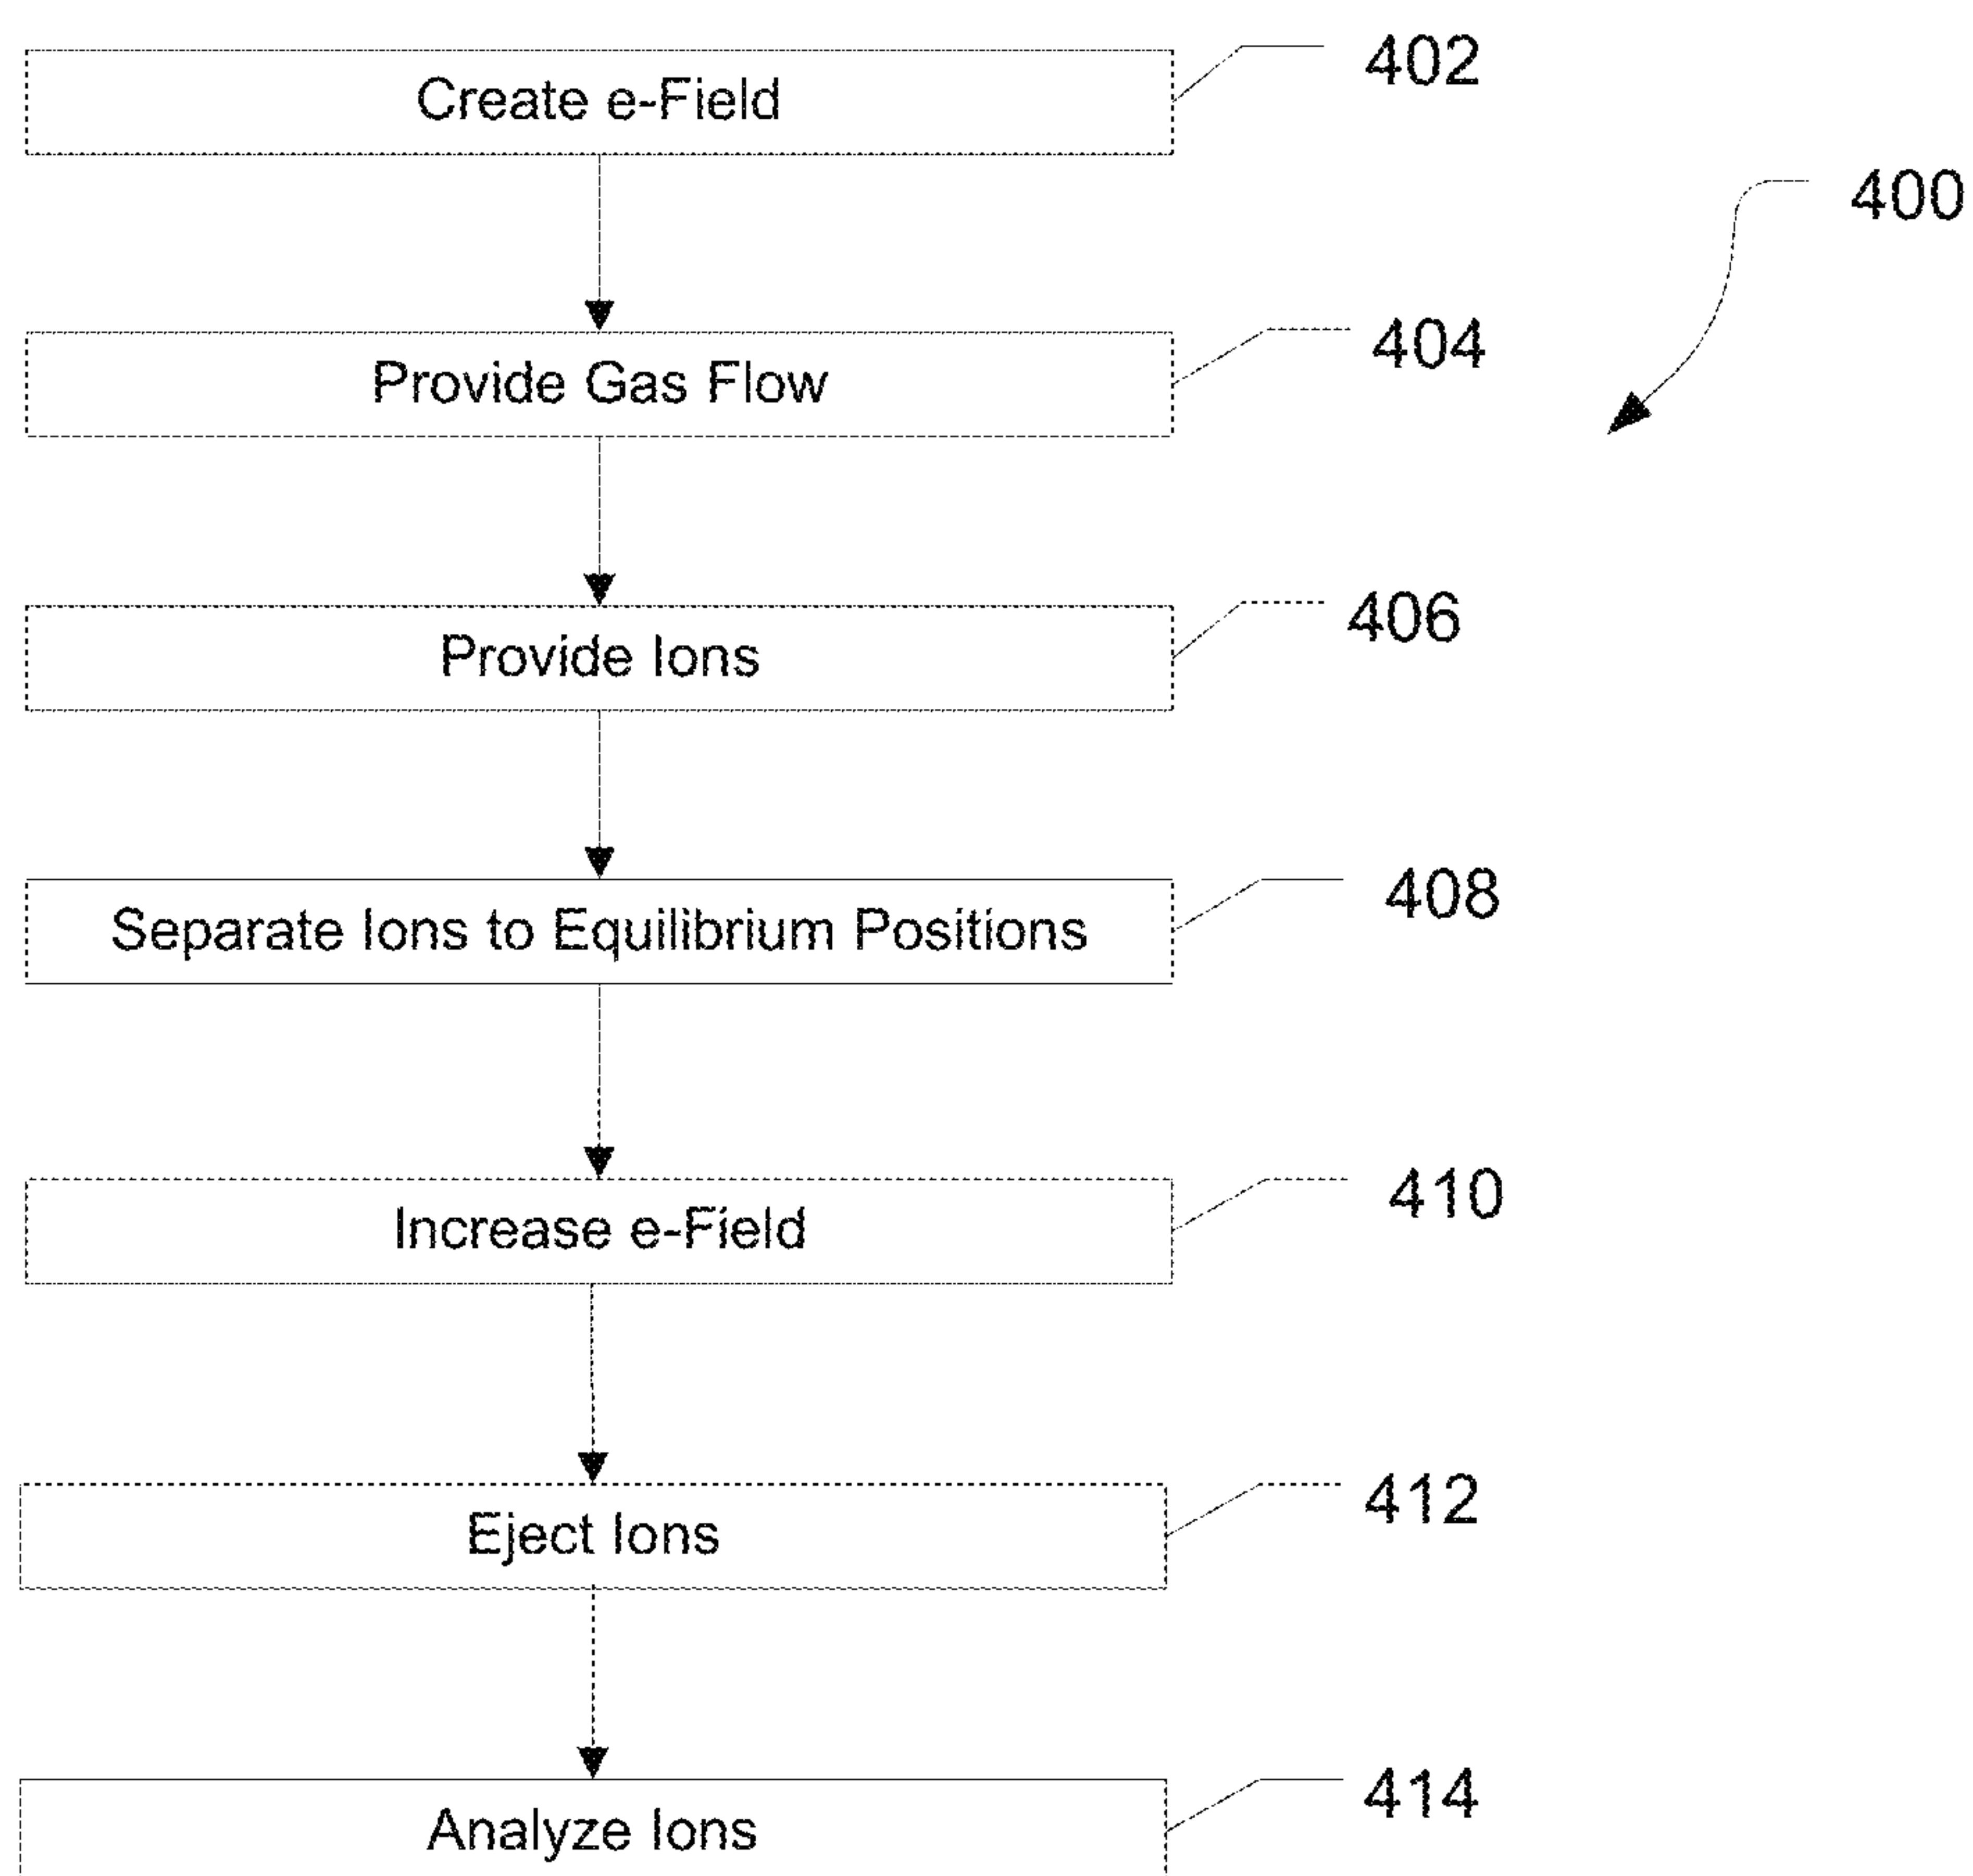 Create e-Field
402
400
Provide Gas Flow
404
Provide Ions
406
Separate Ions to Equilibrium Positions
408
Increase e-Field
410
Eject Ions
412
Analyze Ions
414